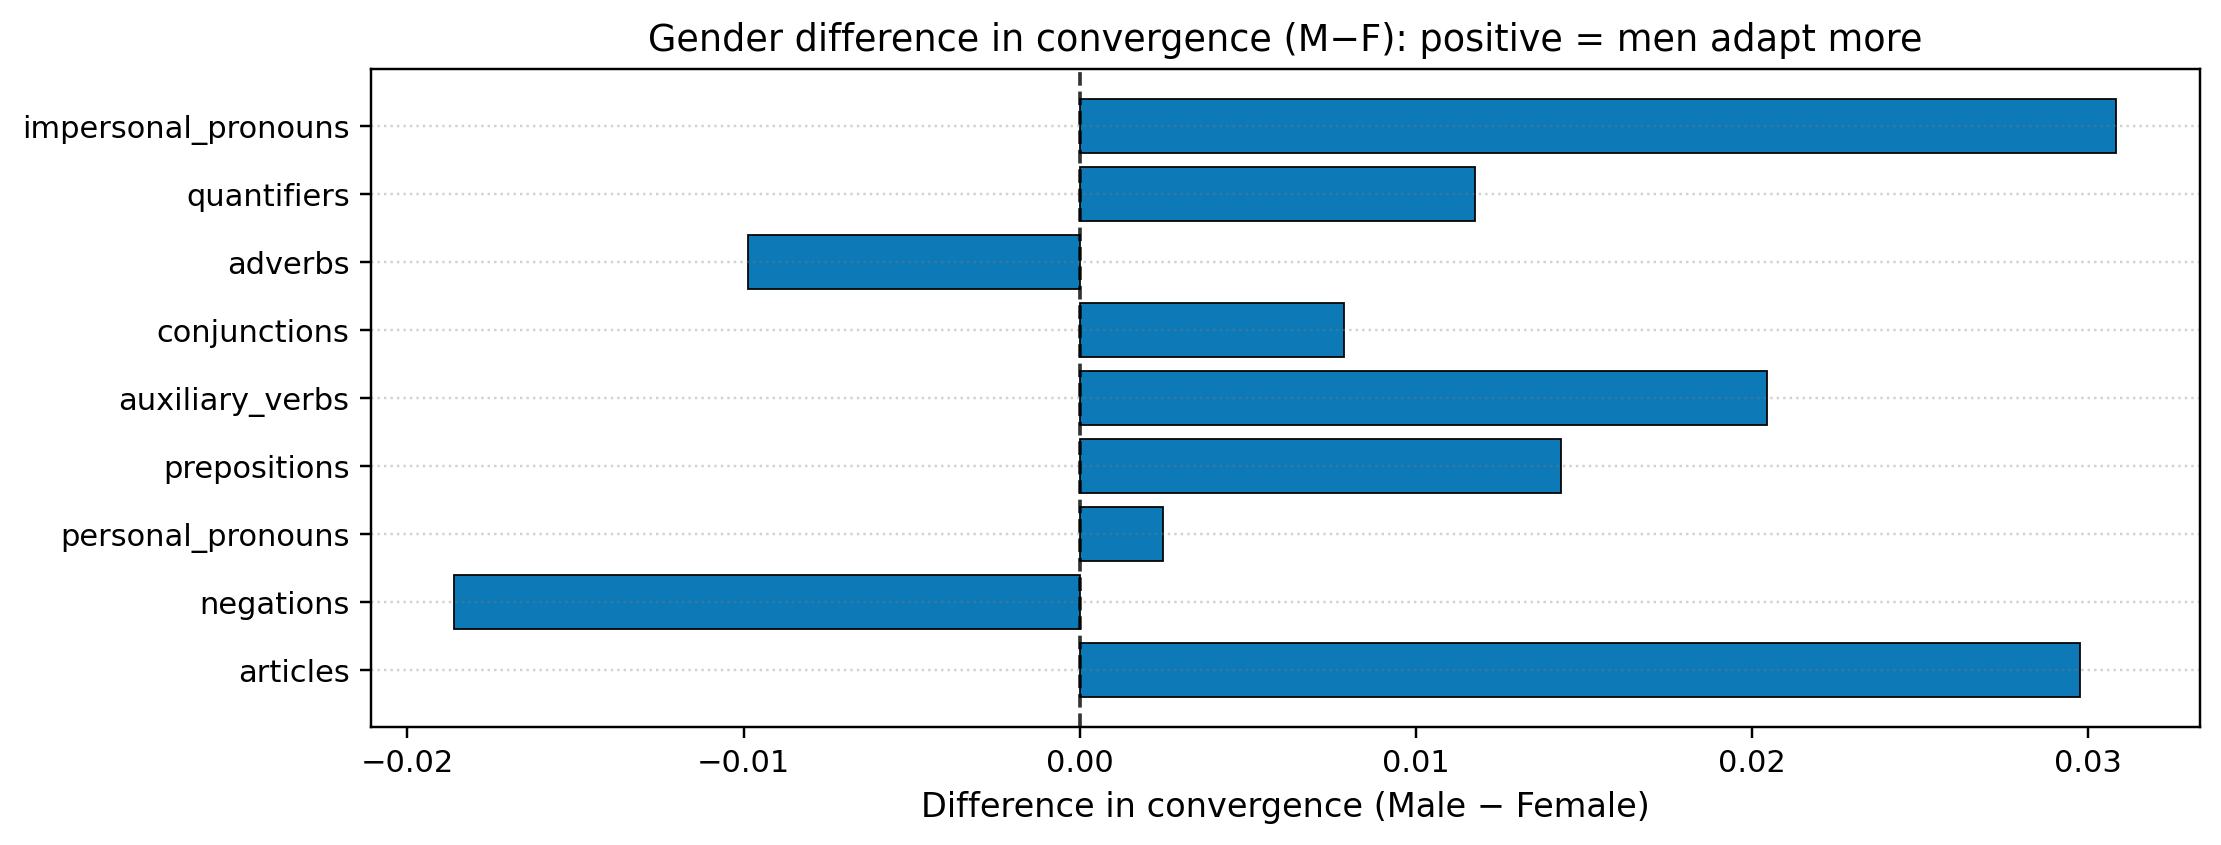 Gender difference in convergence (M−F): positive = men adapt more
impersonal_pronouns
quantifiers
adverbs
conjunctions
auxiliary_verbs
prepositions
personal_pronouns
negations
articles
−0.02 −0.01 0.00 0.01 0.02 0.03
Difference in convergence (Male − Female)